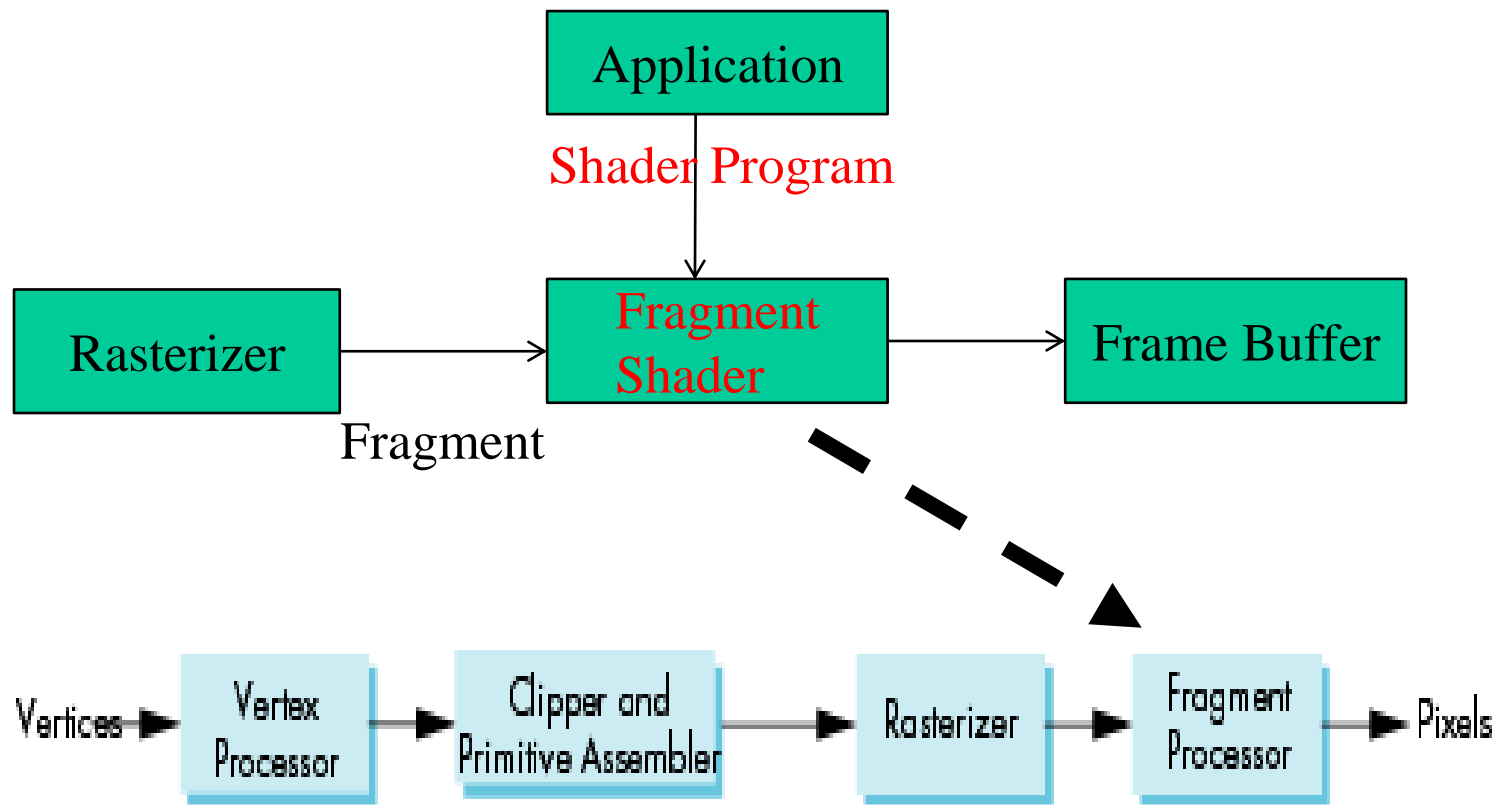 Application
Shader Program
Rasterizer
Fragment
Shader
Frame Buffer
Fragment
Vertices
Vertex
Processor
Clipper and
Primitive Assembler
Rasterizer
Fragment
Processor
Pixels